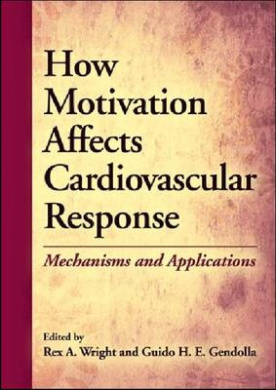 How
Motivation
Affects
Cardiovascular
Response
Mechanisms and Applications
Edited by
Rex A. Wright and Guido H. E. Gendolla